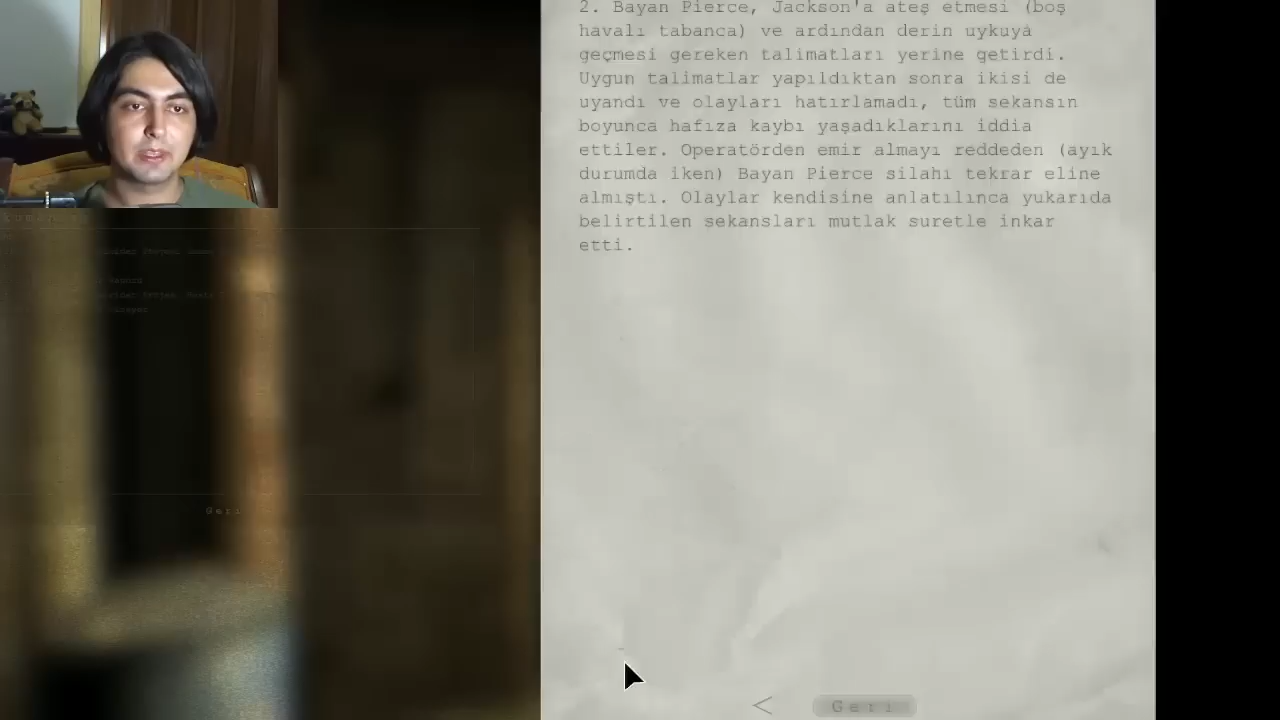 2. Bayan Pierce, Jackson'a ateş etmesi (boş
havalı tabanca) ve ardından derin uykuya
geçmesi gereken talimatları yerine getirdi.
Uygun talimatlar yapıldıktan sonra ikisi de
uyandı ve olayları hatırlamadı, tüm sekansın
boyunca hafıza kaybı yaşadıklarını iddia
ettiler. Operatörden emir almayı reddeden (ayık
durumda iken) Bayan Pierce silahı tekrar eline
almıştı. Olaylar kendisine anlatılınca yukarıda
belirtilen sekansları mutlak suretle inkar
etti.
Geri
< Geri